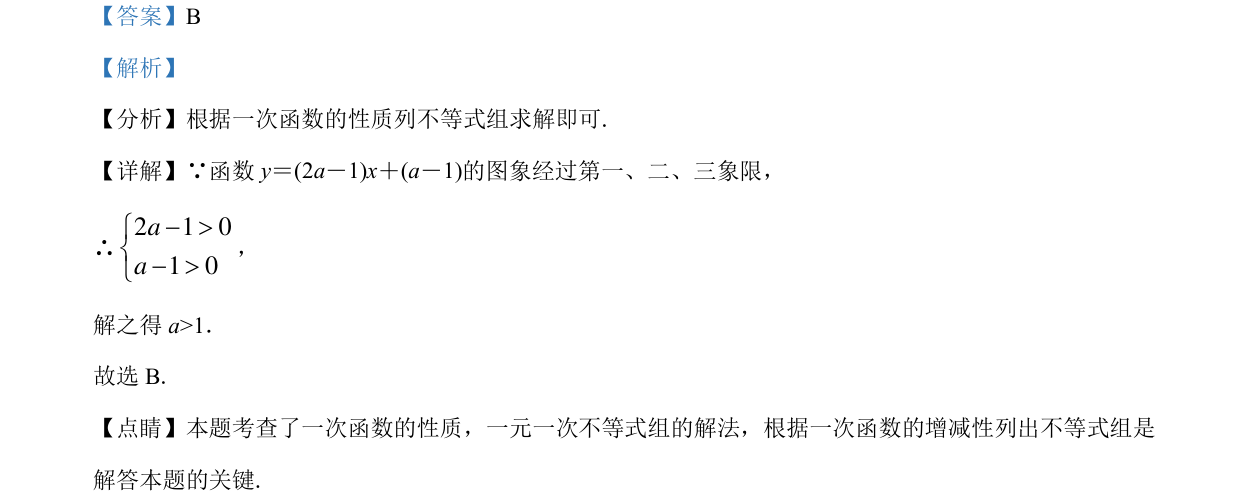 【答案】B
【解析】
【分析】根据一次函数的性质列不等式组求解即可.
【详解】∵函数 y＝(2a－1)x＋(a－1)的图象经过第一、二、三象限，
∴{2a−1>0
a−1>0，
解之得 a>1．
故选 B.
【点睛】本题考查了一次函数的性质，一元一次不等式组的解法，根据一次函数的增减性列出不等式组是
解答本题的关键.